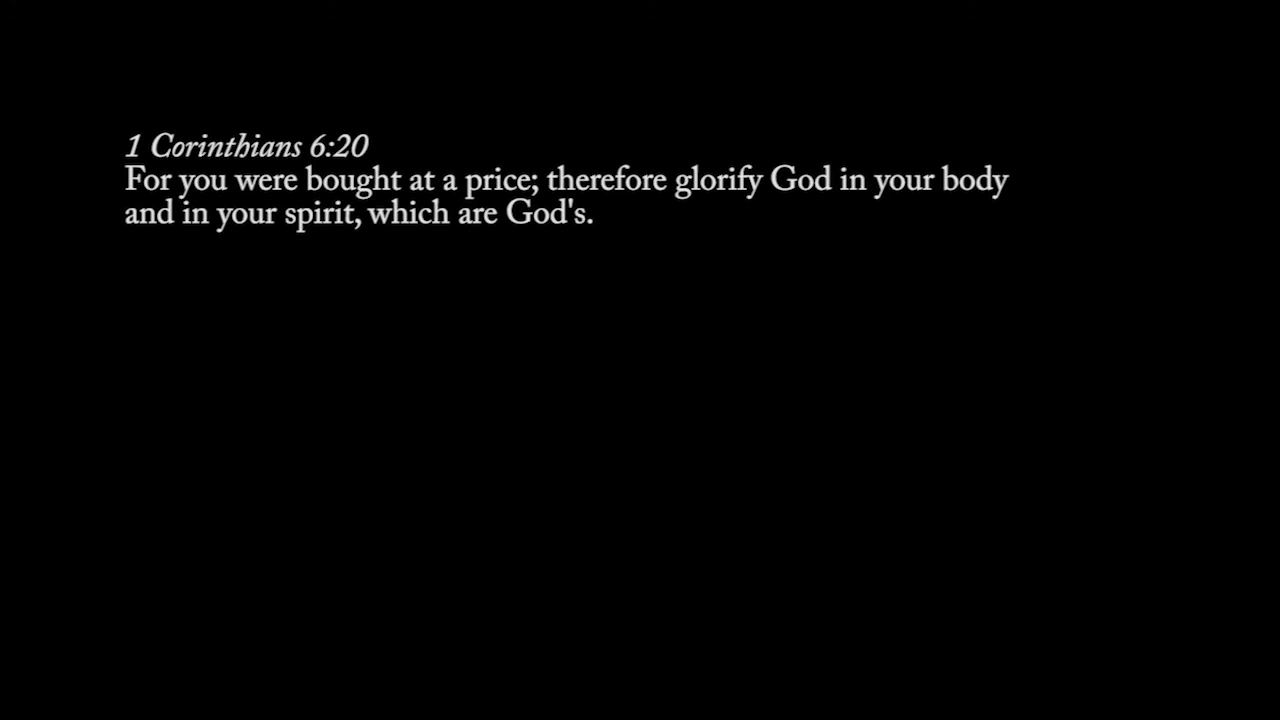 1 Corinthians 6:20
For you were bought at a price; therefore glorify God in your body
and in your spirit, which are God's.